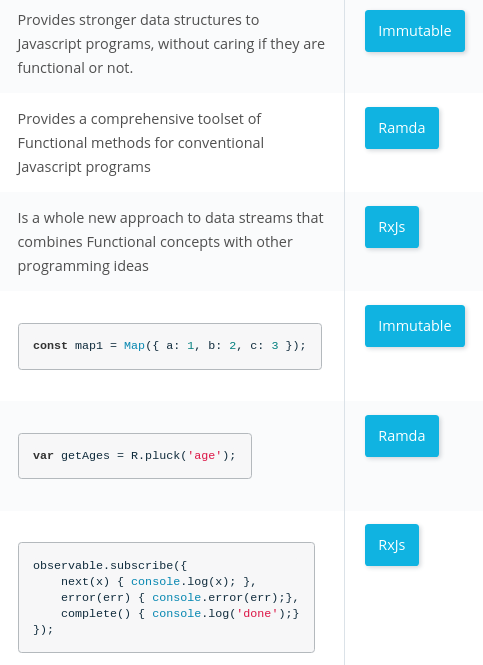 Provides stronger data structures to
Javascript programs, without caring if they are
functional or not.
Immutable
Provides a comprehensive toolset of
Functional methods for conventional
Javascript programs
Ramda
Is a whole new approach to data streams that
combines Functional concepts with other
programming ideas
RxJs
const map1 = Map({ a: 1, b: 2, c: 3 });
Immutable
var getAges = R.pluck('age');
Ramda
observable.subscribe({
    next(x) { console.log(x); },
    error(err) { console.error(err);},
    complete() { console.log('done');}
});
RxJs